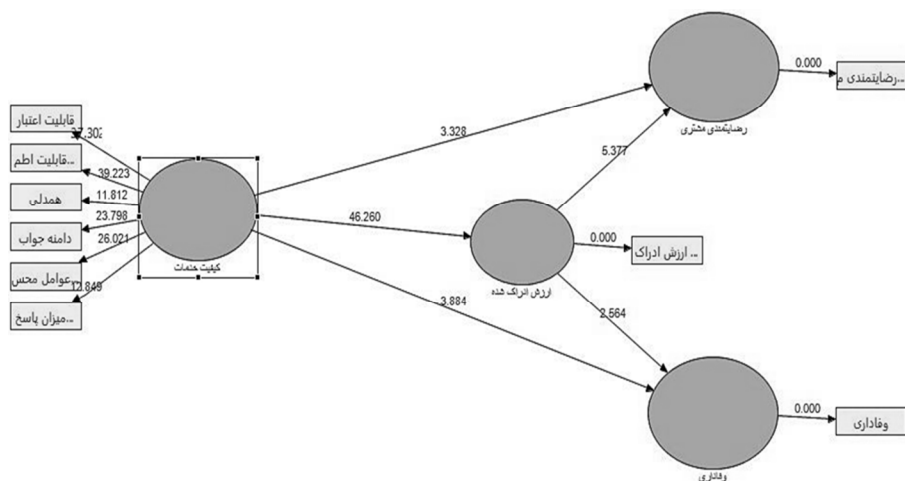 قابلیت اعتبار
39.223
قابلیت اطم...
11.812
همدلی
23.798
دامنه جواب
26.021
عوامل محس...
12.849
میزان پاسخ...
کیفیت خدمات
3.328
46.260
3.884
ارزش ادراک شده
5.377
2.564
0.000
ارزش ادراک ...
رضایتمندی مشتری
0.000
رضایتمندی م...
وفاداری
0.000
وفاداری